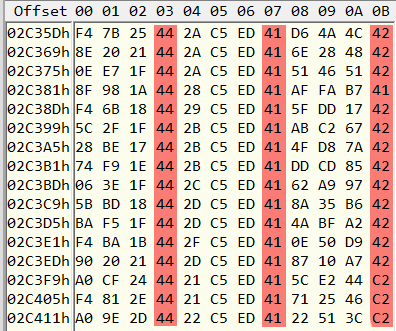 Offset 00 01 02 03 04 05 06 07 08 09 0A 0B
02C35Dh F4 7B 25 44 2A C5 ED 41 D6 4A 4C 42
02C369h 8E 20 21 44 2A C5 ED 41 6E 28 48 42
02C375h 0E E7 1F 44 2A C5 ED 41 51 46 51 42
02C381h 8F 98 1A 44 28 C5 ED 41 AF FA B7 41
02C38Dh F4 6B 18 44 29 C5 ED 41 5F DD 17 42
02C399h 5C 2F 1F 44 2B C5 ED 41 AB C2 67 42
02C3A5h 28 BE 17 44 2B C5 ED 41 4F D8 7A 42
02C3B1h 74 F9 1E 44 2B C5 ED 41 DD CD 85 42
02C3BDh 06 3E 1F 44 2C C5 ED 41 62 A9 97 42
02C3C9h 5B BD 18 44 2D C5 ED 41 8A 35 B6 42
02C3D5h BA F5 1F 44 2D C5 ED 41 4A BF A2 42
02C3E1h F4 BA 1B 44 2F C5 ED 41 0E 50 D9 42
02C3EDh 90 20 21 44 2D C5 ED 41 87 10 A7 42
02C3F9h A0 CF 24 44 21 C5 ED 41 5C E2 44 C2
02C405h F4 81 2E 44 21 C5 ED 41 71 25 46 C2
02C411h A0 9E 2D 44 22 C5 ED 41 22 51 3C C2